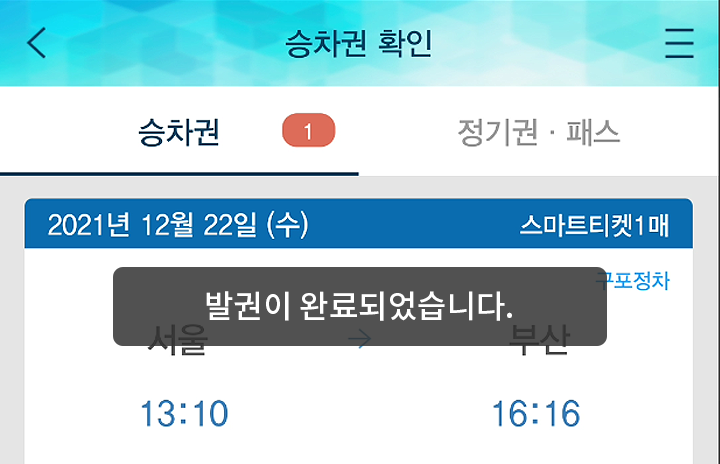 승차권 확인
승차권 1 정기권 · 패스
2021년 12월 22일 (수) 스마트티켓1매
구포정차
발권이 완료되었습니다.
서울 → 부산
13:10 16:16